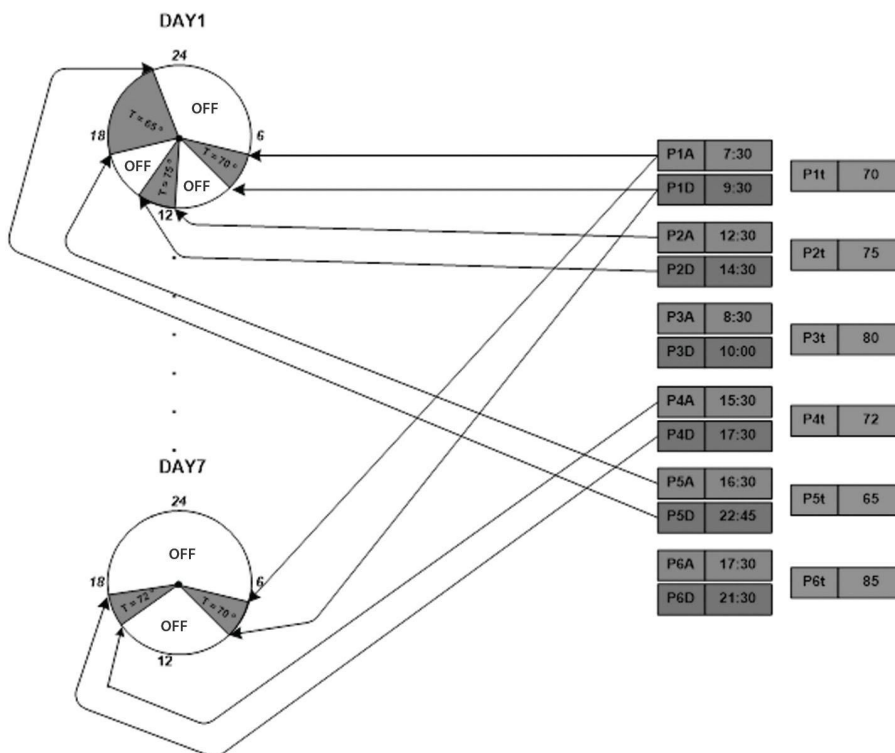 DAY1
24
OFF
T = 65 °
18
6
OFF
T = 75 °
OFF
T = 70 °
12
P1A 7:30
P1D 9:30
P1t 70
P2A 12:30
P2D 14:30
P2t 75
P3A 8:30
P3D 10:00
P3t 80
P4A 15:30
P4D 17:30
P4t 72
P5A 16:30
P5D 22:45
P5t 65
P6A 17:30
P6D 21:30
P6t 85
DAY7
24
OFF
18
6
T = 72 °
T = 70 °
OFF
12